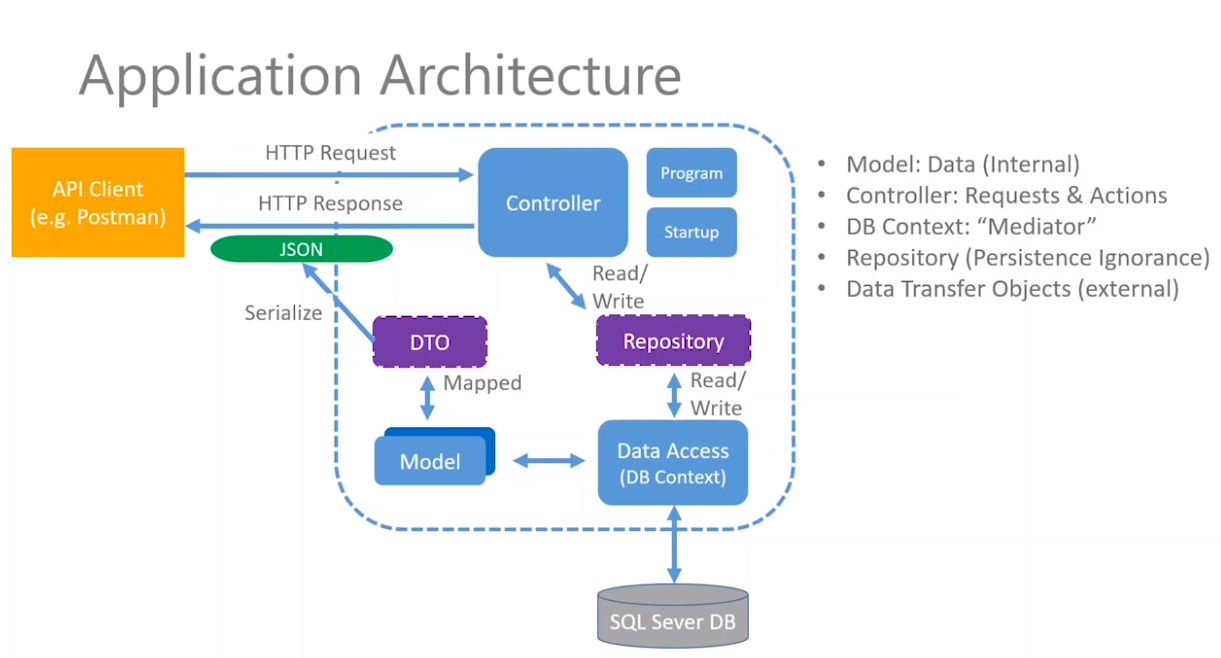 Application Architecture
HTTP Request
API Client
(e.g. Postman)
HTTP Response
JSON
Serialize
Controller
Program
Startup
Read/
Write
DTO
Repository
Mapped
Read/
Write
Model
Data Access
(DB Context)
SQL Sever DB
• Model: Data (Internal)
• Controller: Requests & Actions
• DB Context: “Mediator”
• Repository (Persistence Ignorance)
• Data Transfer Objects (external)